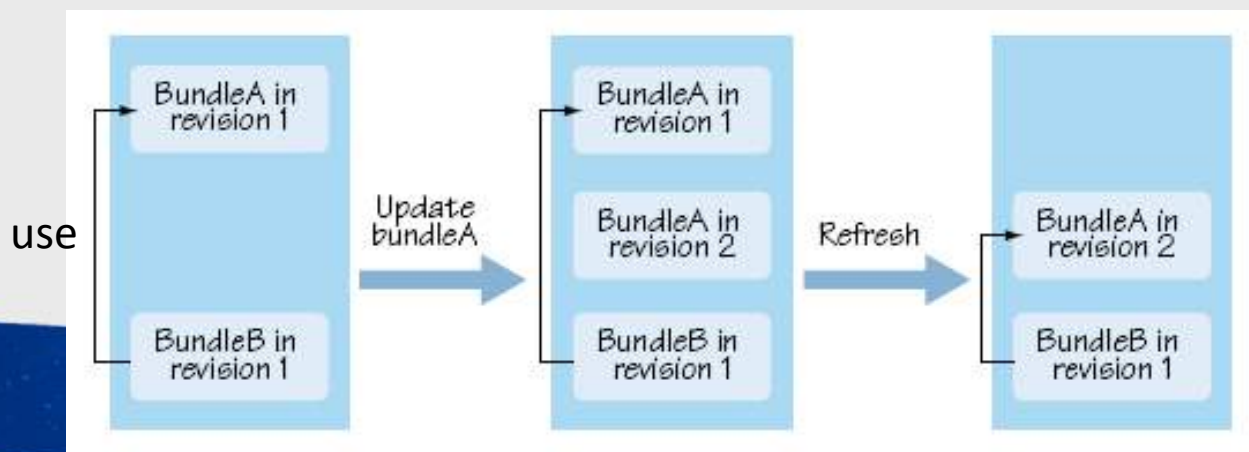 use
BundleA in
revision 1
BundleB in
revision 1
Update
bundleA
BundleA in
revision 1
BundleA in
revision 2
BundleB in
revision 1
Refresh
BundleA in
revision 2
BundleB in
revision 1